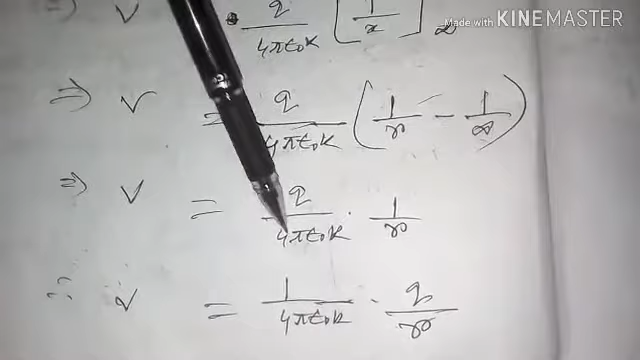 Made with KINEMASTER
⇒ V q/4πϵ₀K [1/x] ∞
⇒ V = q/4πϵ₀K (1/r - 1/∞)
⇒ V = q/4πϵ₀K · 1/r
∴ V = 1/4πϵ₀K · q/r